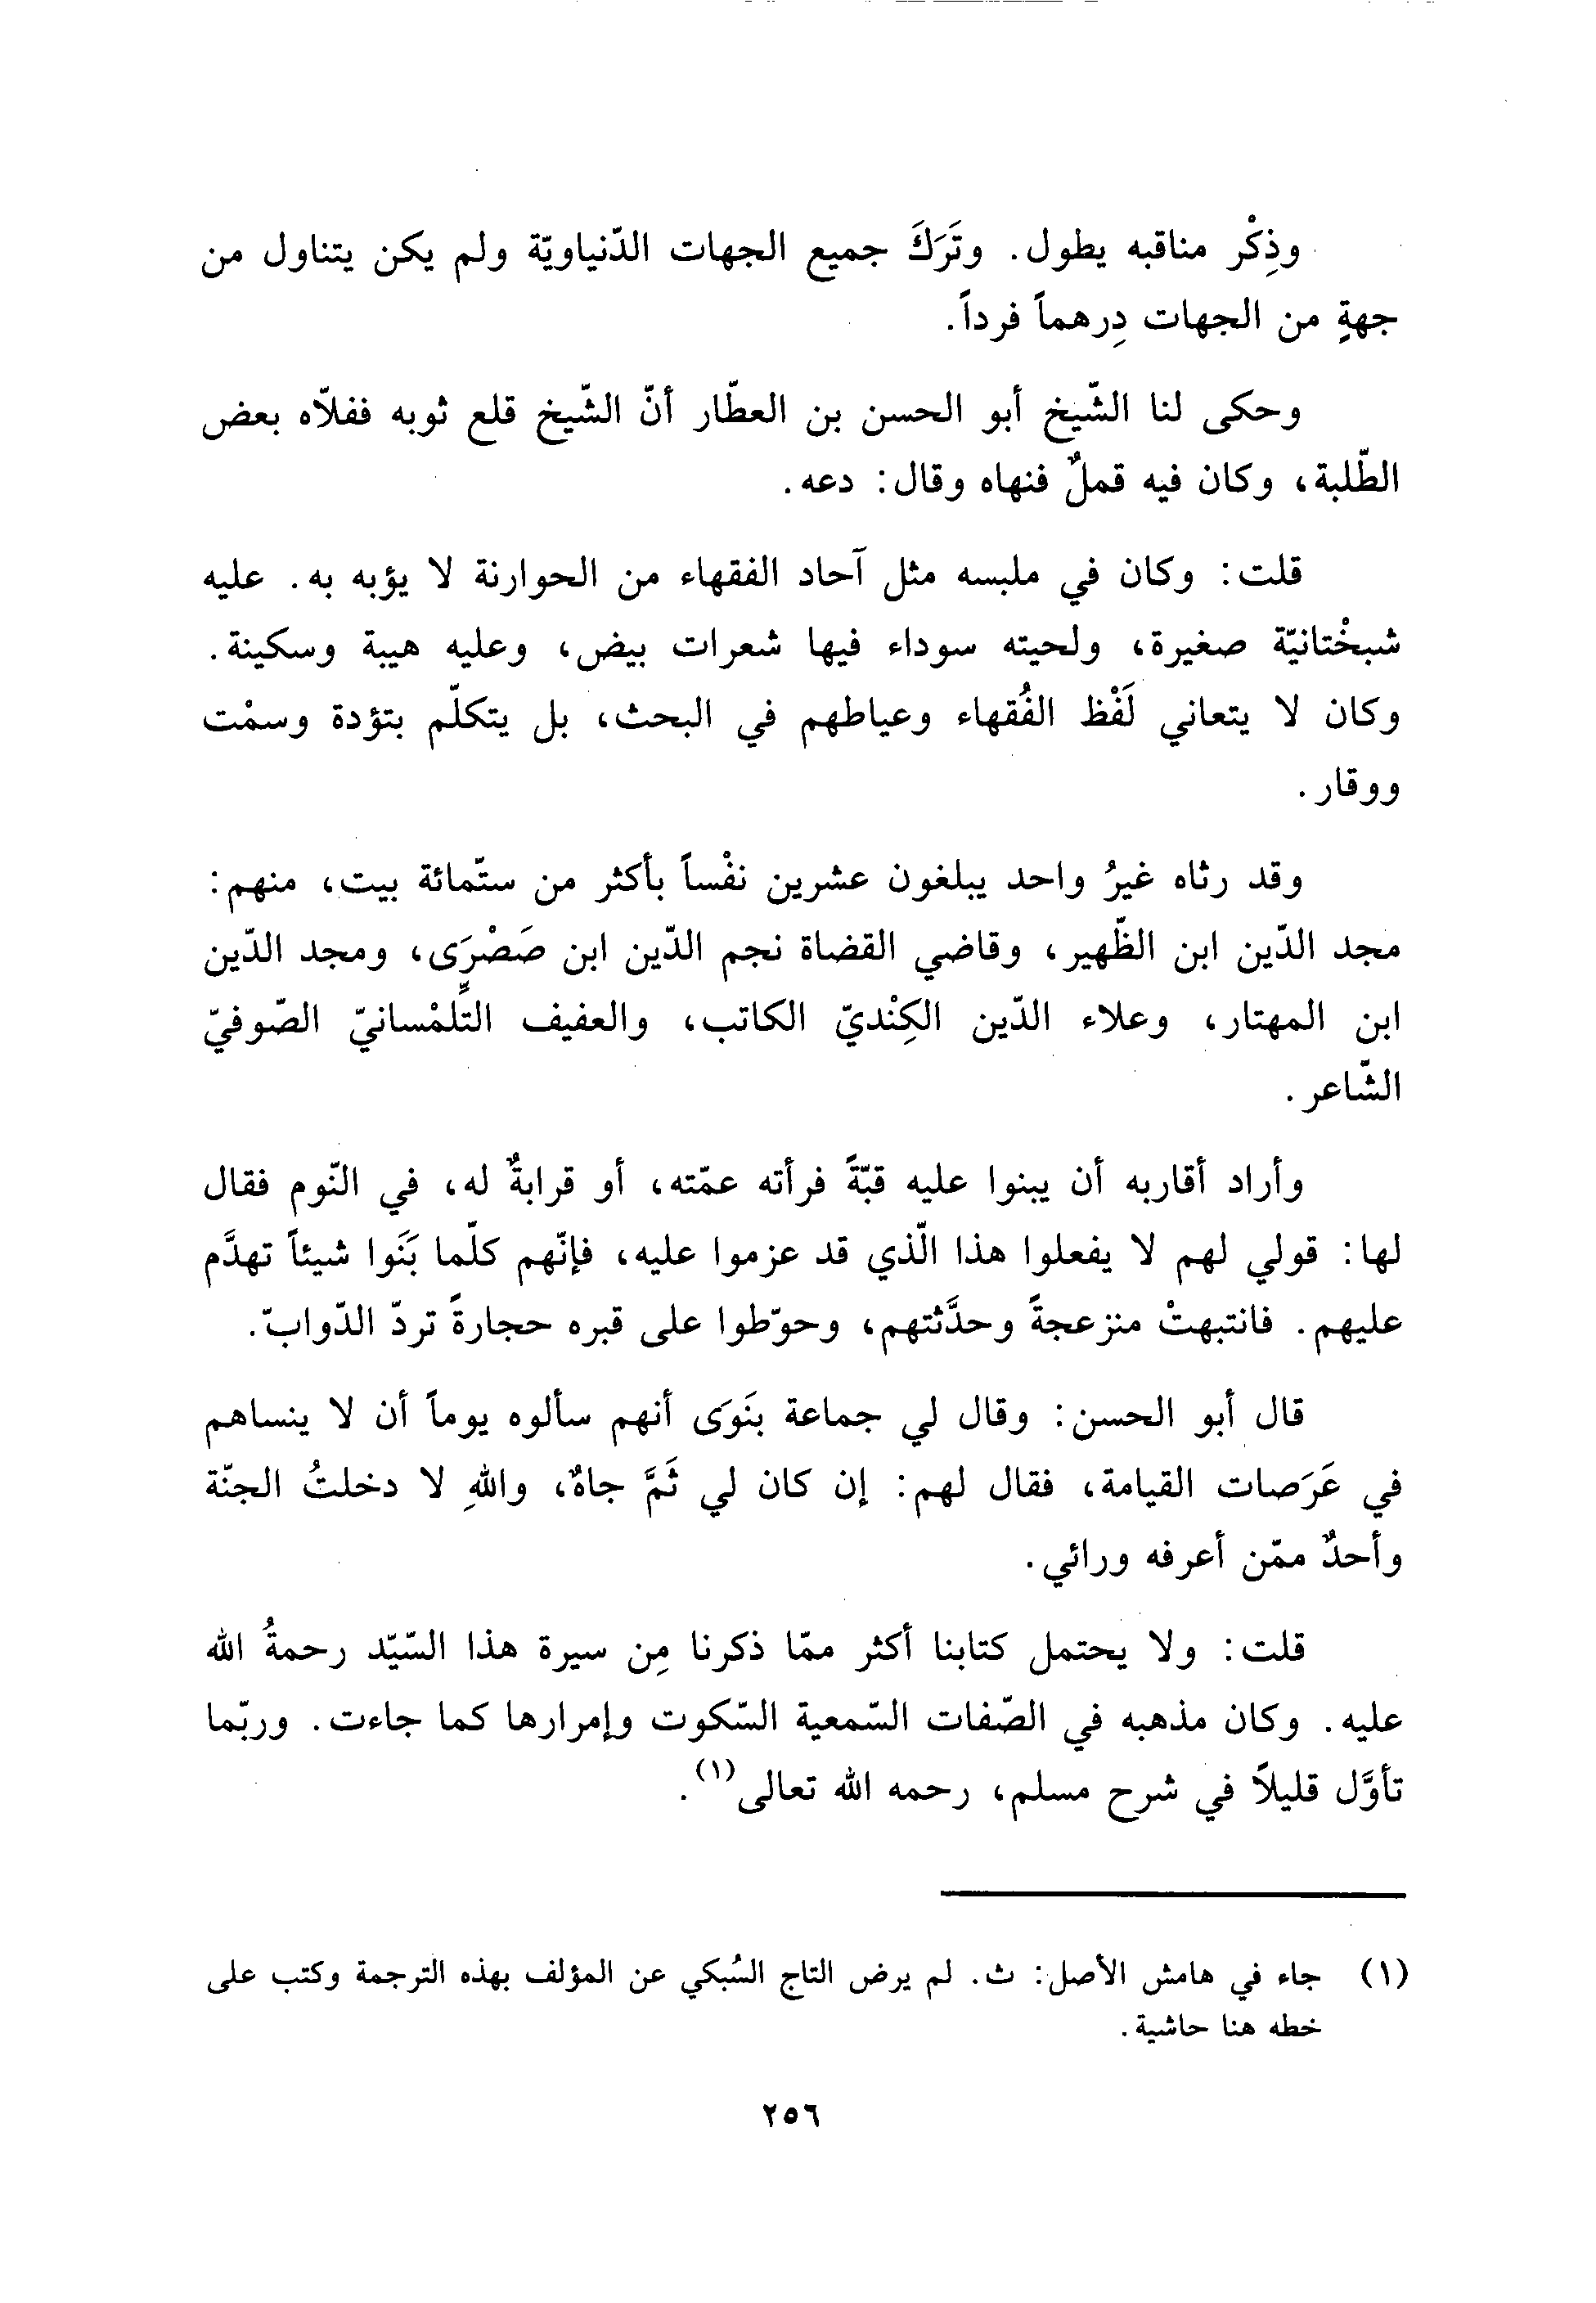 وذِكْر مناقبه يطول. وتَرَكَ جميع الجهات الدّنياويّة ولم يكن يتناول من
جهةٍ من الجهات دِرهماً فرداً.
وحكى لنا الشّيخ أبو الحسن بن العطّار أنّ الشّيخ قلع ثوبه ففلاّه بعض
الطّلبة، وكان فيه قملٌ فنهاه وقال: دعه.
قلت: وكان في ملبسه مثل آحاد الفقهاء من الحوارنة لا يؤبه به. عليه
شبخْتانيّة صغيرة، ولحيته سوداء فيها شعرات بيض، وعليه هيبة وسكينة.
وكان لا يتعاني لَفْظ الفُقهاء وعياطهم في البحث، بل يتكلّم بتؤدة وسمْت
ووقار.
وقد رثاه غيرُ واحد يبلغون عشرين نفْساً بأكثر من ستّمائة بيت، منهم:
مجد الدّين ابن الظّهير، وقاضي القضاة نجم الدّين ابن صَصْرَى، ومجد الدّين
ابن المهتار، وعلاء الدّين الكِنْديّ الكاتب، والعفيف التِّلمْسانيّ الصّوفيّ
الشّاعر.
وأراد أقاربه أن يبنوا عليه قبّةً فرأته عمّته، أو قرابةٌ له، في النّوم فقال
لها: قولي لهم لا يفعلوا هذا الّذي قد عزموا عليه، فإنّهم كلّما بَنَوا شيئاً تهدَّم
عليهم. فانتبهتْ منزعجةً وحدَّثتهم، وحوّطوا على قبره حجارةً تردّ الدّوابّ.
قال أبو الحسن: وقال لي جماعة بنَوَى أنهم سألوه يوماً أن لا ينساهم
في عَرَصات القيامة، فقال لهم: إن كان لي ثَمَّ جاهٌ، واللهِ لا دخلتُ الجنّة
وأحدٌ ممّن أعرفه ورائي.
قلت: ولا يحتمل كتابنا أكثر ممّا ذكرنا مِن سيرة هذا السّيّد رحمةُ الله
عليه. وكان مذهبه في الصّفات السّمعية السّكوت وإمرارها كما جاءت. وربّما
تأوَّل قليلاً في شرح مسلم، رحمه الله تعالى(١).
(١) جاء في هامش الأصل: ث. لم يرض التاج السُبكي عن المؤلف بهذه الترجمة وكتب على
خطه هنا حاشية.
٢٥٦